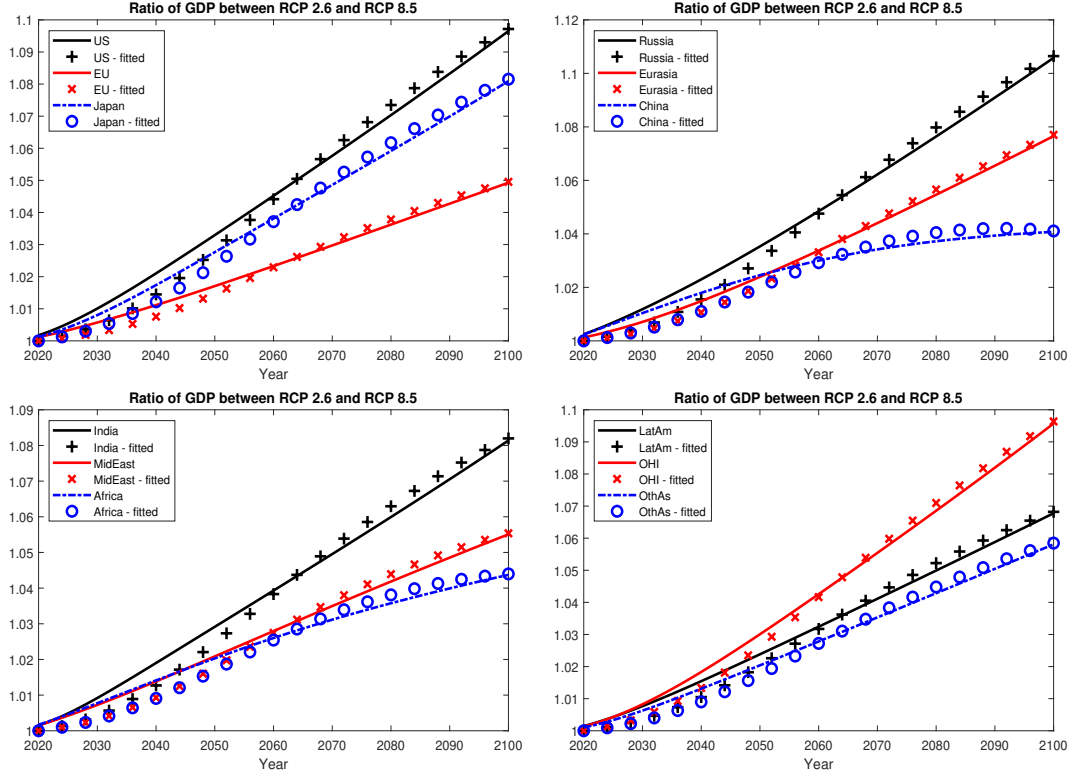 Ratio of GDP between RCP 2.6 and RCP 8.5
1.1
1.09
1.08
1.07
1.06
1.05
1.04
1.03
1.02
1.01
1
US
US - fitted
EU
EU - fitted
Japan
Japan - fitted
2020 2030 2040 2050 2060 2070 2080 2090 2100
Year
Ratio of GDP between RCP 2.6 and RCP 8.5
1.12
1.1
1.08
1.06
1.04
1.02
1
Russia
Russia - fitted
Eurasia
Eurasia - fitted
China
China - fitted
2020 2030 2040 2050 2060 2070 2080 2090 2100
Year
Ratio of GDP between RCP 2.6 and RCP 8.5
1.09
1.08
1.07
1.06
1.05
1.04
1.03
1.02
1.01
1
India
India - fitted
MidEast
MidEast - fitted
Africa
Africa - fitted
2020 2030 2040 2050 2060 2070 2080 2090 2100
Year
Ratio of GDP between RCP 2.6 and RCP 8.5
1.1
1.09
1.08
1.07
1.06
1.05
1.04
1.03
1.02
1.01
1
LatAm
LatAm - fitted
OHI
OHI - fitted
OthAs
OthAs - fitted
2020 2030 2040 2050 2060 2070 2080 2090 2100
Year